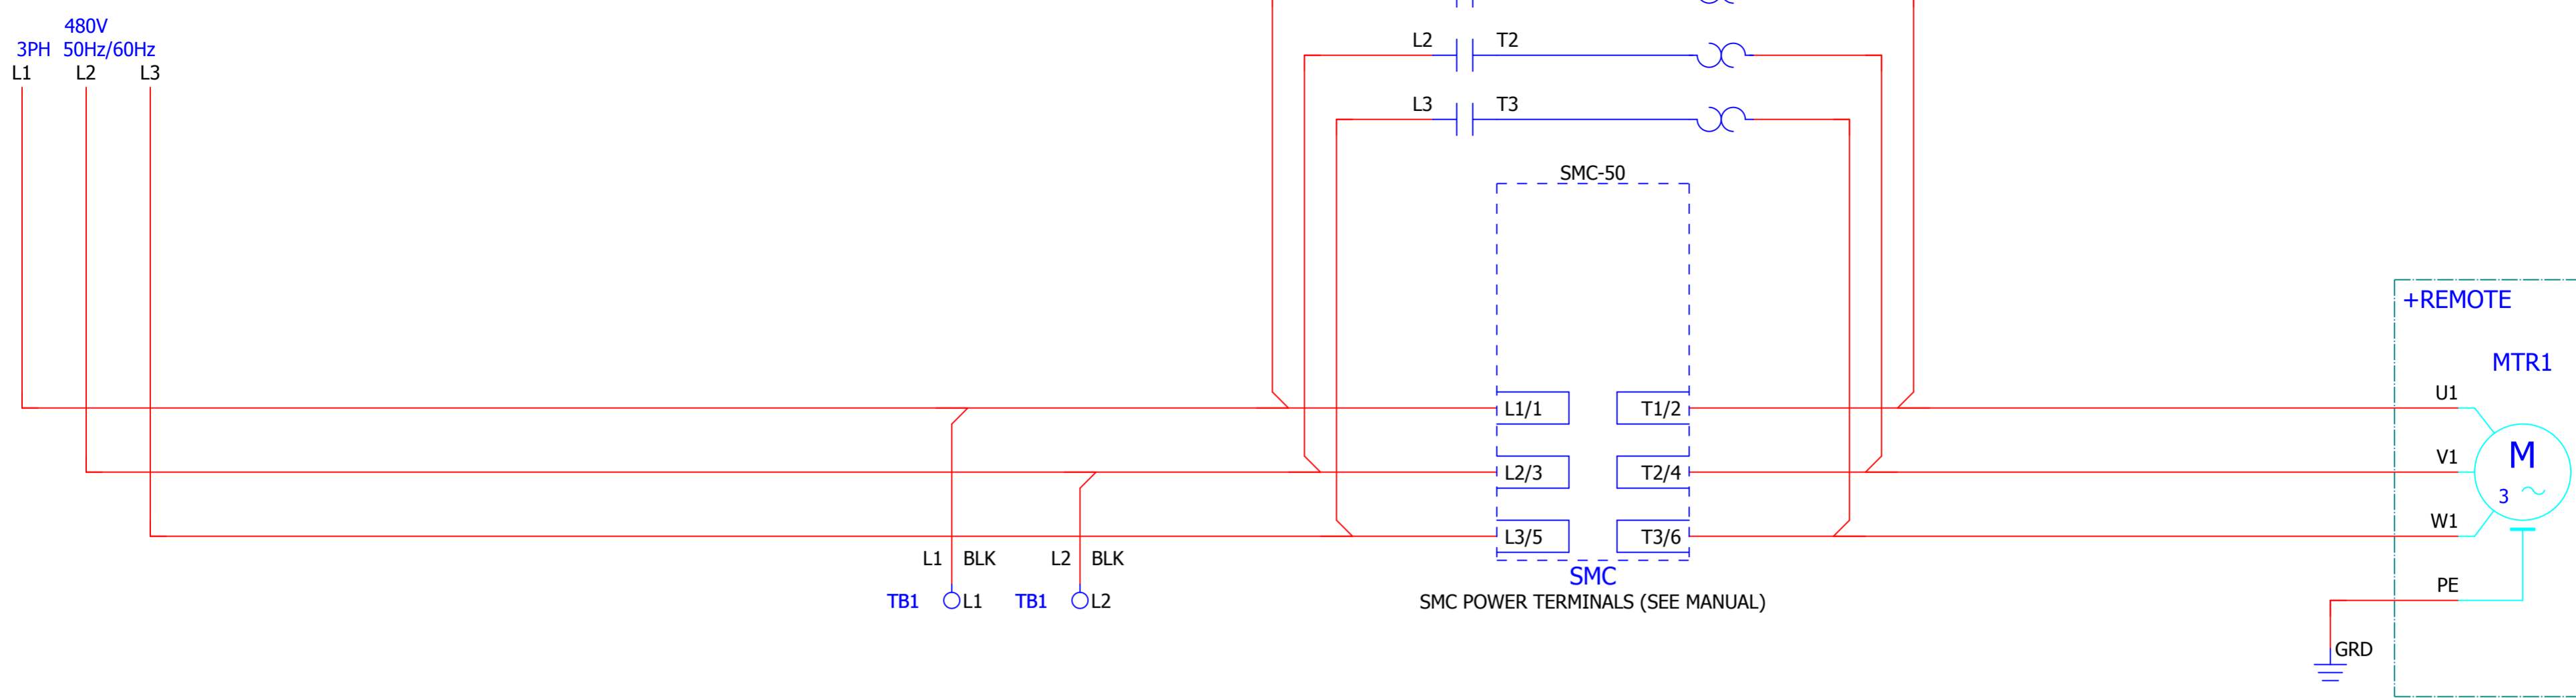 480V
3PH 50Hz/60Hz
L1 L2 L3
L2 T2
L3 T3
SMC-50
+REMOTE
MTR1
U1
L1/1 T1/2
V1
M
L2/3 T2/4
3
W1
L3/5 T3/6
L1 BLK L2 BLK
SMC
PE
TB1 L1 TB1 L2
SMC POWER TERMINALS (SEE MANUAL)
GRD